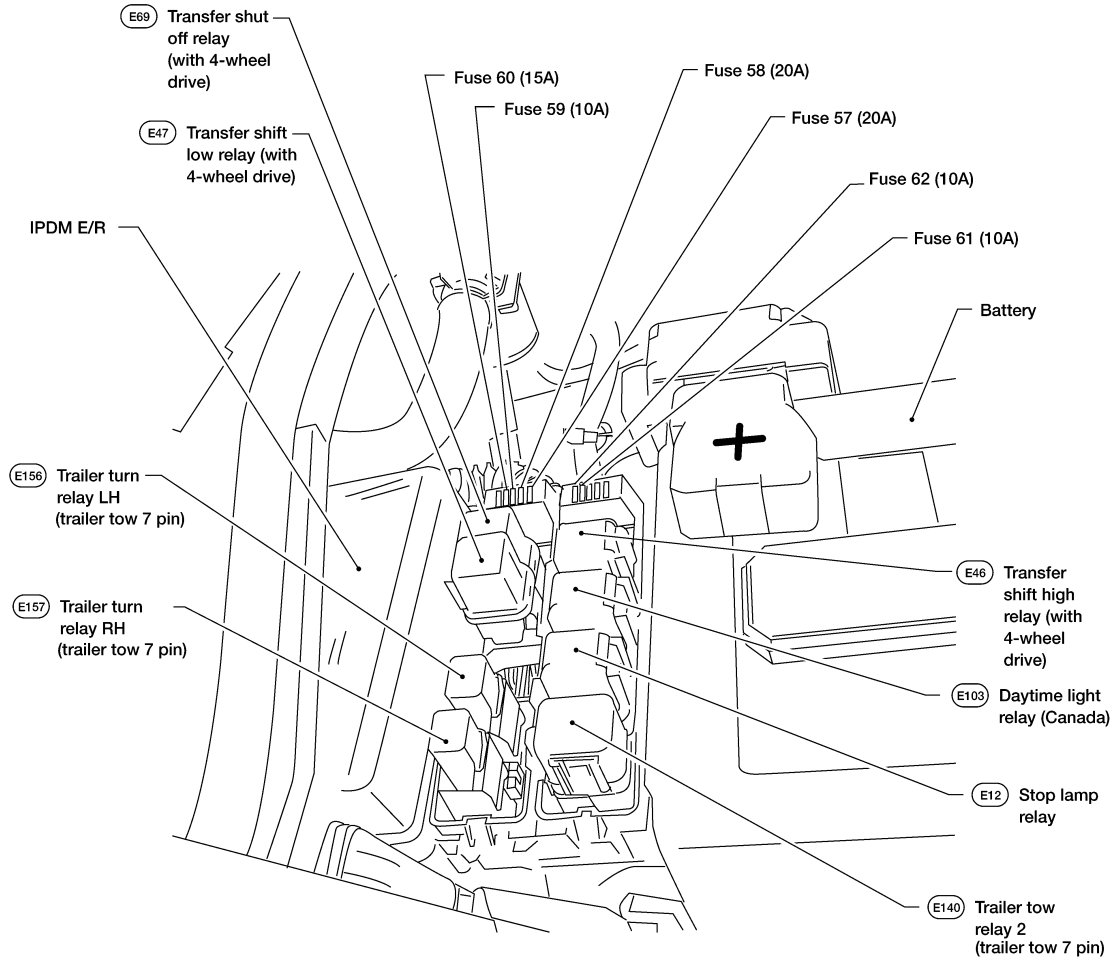 E69 Transfer shut
off relay
(with 4-wheel
drive)
Fuse 60 (15A)
Fuse 58 (20A)
Fuse 59 (10A)
Fuse 57 (20A)
E47 Transfer shift
low relay (with
4-wheel drive)
Fuse 62 (10A)
IPDM E/R
Fuse 61 (10A)
Battery
E156 Trailer turn
relay LH
(trailer tow 7 pin)
E46 Transfer
shift high
relay (with
4-wheel
drive)
E157 Trailer turn
relay RH
(trailer tow 7 pin)
E103 Daytime light
relay (Canada)
E12 Stop lamp
relay
E140 Trailer tow
relay 2
(trailer tow 7 pin)